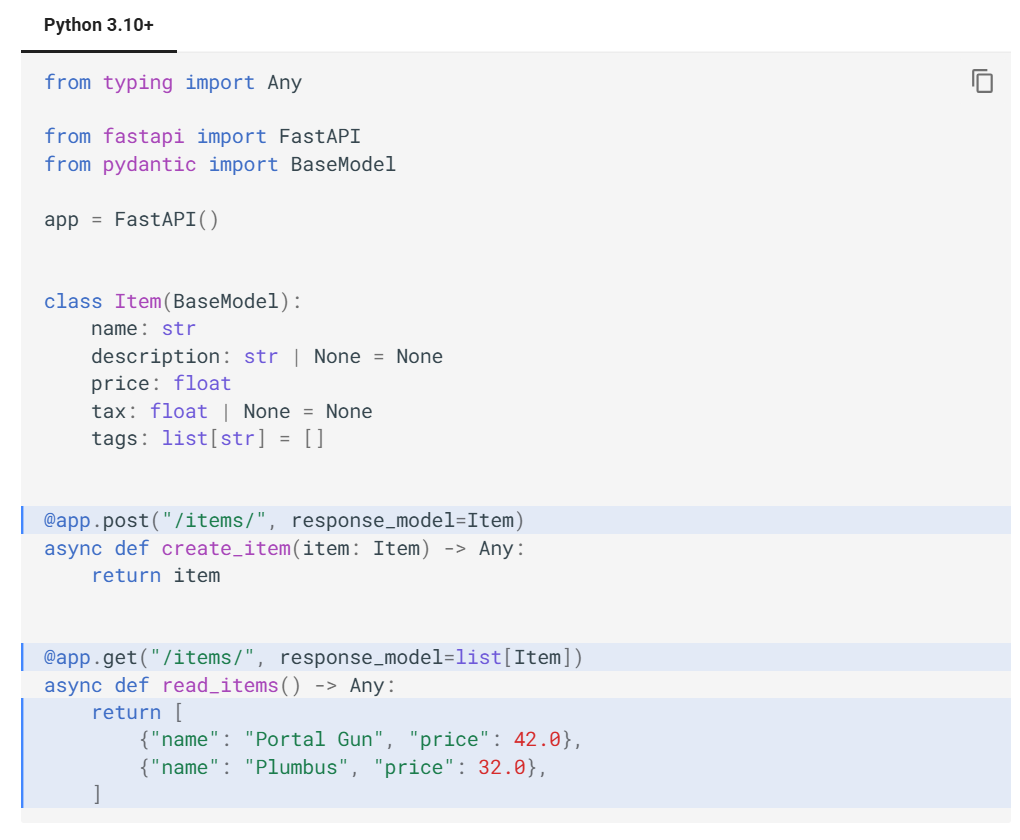 Python 3.10+
from typing import Any
from fastapi import FastAPI
from pydantic import BaseModel
app = FastAPI()
class Item(BaseModel):
    name: str
    description: str | None = None
    price: float
    tax: float | None = None
    tags: list[str] = []
@app.post("/items/", response_model=Item)
async def create_item(item: Item) -> Any:
    return item
@app.get("/items/", response_model=list[Item])
async def read_items() -> Any:
    return [
        {"name": "Portal Gun", "price": 42.0},
        {"name": "Plumbus", "price": 32.0},
    ]